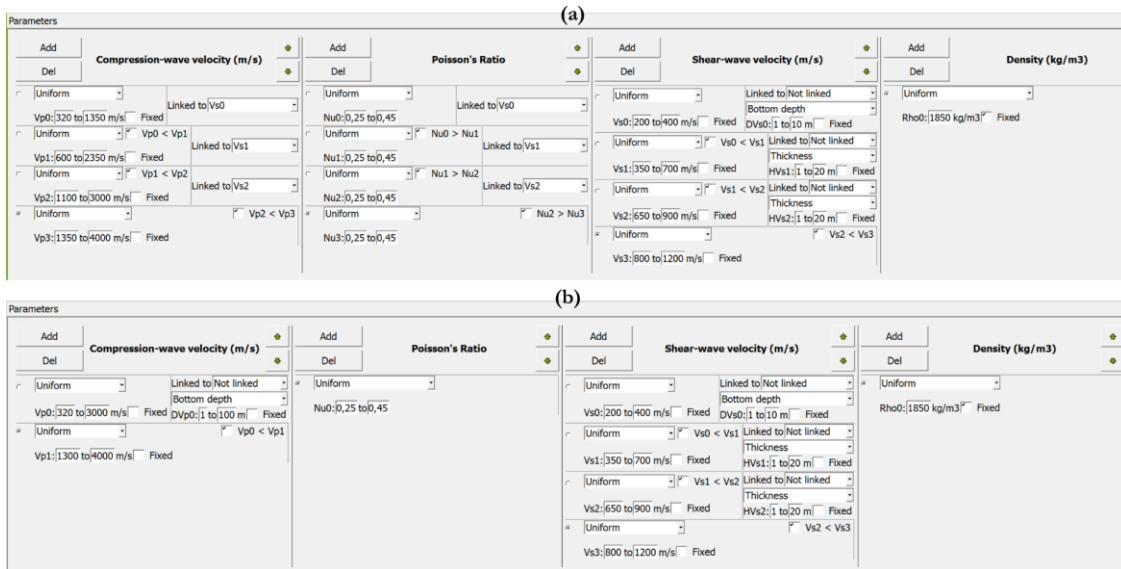 (a)
Parameters
Add
Del
Compression-wave velocity (m/s)
Uniform
Linked to Vs0
Vp0: 320 to 1350 m/s Fixed
Uniform Vp0 < Vp1
Linked to Vs1
Vp1: 600 to 2350 m/s Fixed
Uniform Vp1 < Vp2
Linked to Vs2
Vp2: 1100 to 3000 m/s Fixed
Uniform Vp2 < Vp3
Vp3: 1350 to 4000 m/s Fixed
Add
Del
Poisson's Ratio
Uniform
Linked to Vs0
Nu0: 0,25 to 0,45
Uniform Nu0 > Nu1
Linked to Vs1
Nu1: 0,25 to 0,45
Uniform Nu1 > Nu2
Linked to Vs2
Nu2: 0,25 to 0,45
Uniform Nu2 > Nu3
Nu3: 0,25 to 0,45
Add
Del
Shear-wave velocity (m/s)
Uniform Linked to Not linked
Bottom depth
Vs0: 200 to 400 m/s Fixed DVs0: 1 to 10 m Fixed
Uniform Vs0 < Vs1 Linked to Not linked
Thickness
Vs1: 350 to 700 m/s Fixed HVs1: 1 to 20 m Fixed
Uniform Vs1 < Vs2 Linked to Not linked
Thickness
Vs2: 650 to 900 m/s Fixed HVs2: 1 to 20 m Fixed
Uniform Vs2 < Vs3
Vs3: 800 to 1200 m/s Fixed
Add
Del
Density (kg/m3)
Uniform
Rho0: 1850 kg/m3 Fixed
(b)
Parameters
Add
Del
Compression-wave velocity (m/s)
Uniform Linked to Not linked
Bottom depth
Vp0: 320 to 3000 m/s Fixed DVp0: 1 to 100 m Fixed
Uniform Vp0 < Vp1
Vp1: 1300 to 4000 m/s Fixed
Add
Del
Poisson's Ratio
Uniform
Nu0: 0,25 to 0,45
Add
Del
Shear-wave velocity (m/s)
Uniform Linked to Not linked
Bottom depth
Vs0: 200 to 400 m/s Fixed DVs0: 1 to 10 m Fixed
Uniform Vs0 < Vs1 Linked to Not linked
Thickness
Vs1: 350 to 700 m/s Fixed HVs1: 1 to 20 m Fixed
Uniform Vs1 < Vs2 Linked to Not linked
Thickness
Vs2: 650 to 900 m/s Fixed HVs2: 1 to 20 m Fixed
Uniform Vs2 < Vs3
Vs3: 800 to 1200 m/s Fixed
Add
Del
Density (kg/m3)
Uniform
Rho0: 1850 kg/m3 Fixed